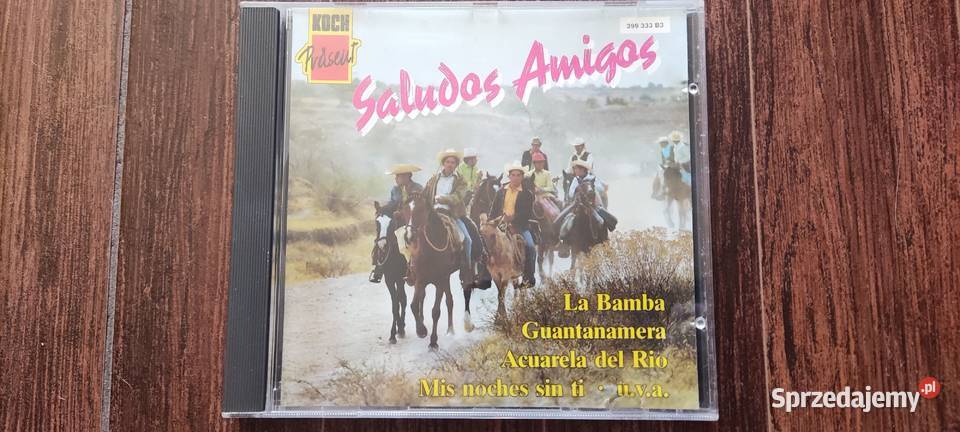 KOCH
Präsent
399 333 B3
Saludos Amigos
La Bamba
Guantanamera
Acuarela del Rio
Mis noches sin ti · u.v.a.
Sprzedajemy.pl